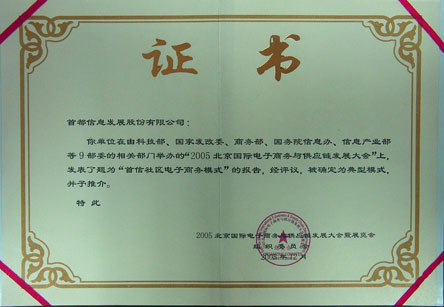 证书
首都信息发展股份有限公司：
你单位在由科技部、国家发改委、商务部、国务院信息办、信息产业部
等9部委的相关部门举办的“2005北京国际电子商务与供应链发展大会”上，
发表了题为“首信社区电子商务模式”的报告，经评议，被确定为典型模式，
并予推介。
特此
2005北京国际电子商务与供应链发展大会暨展览会
组织委员会